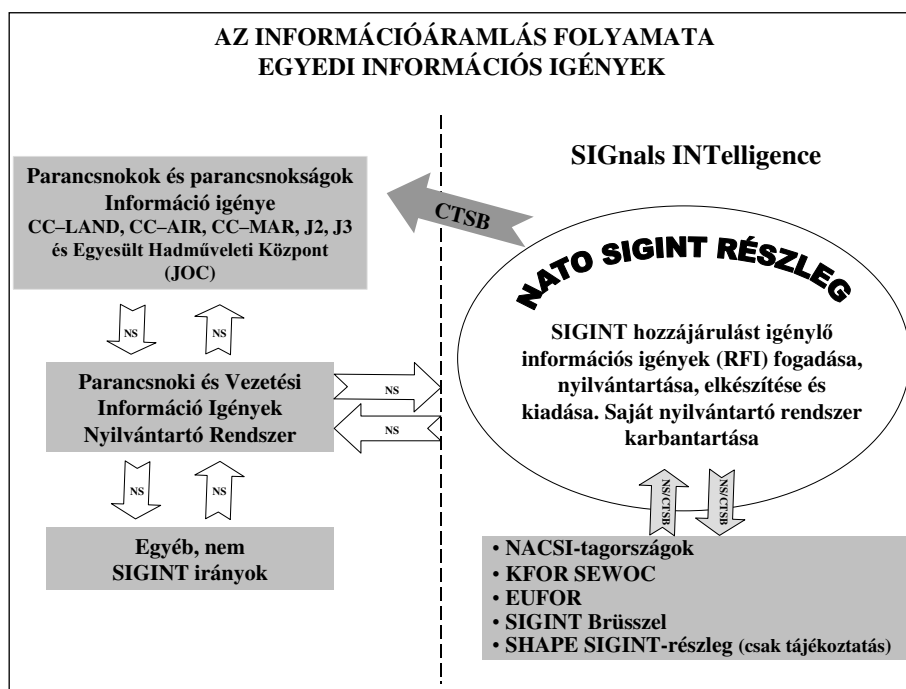 AZ INFORMÁCIÓÁRAMLÁS FOLYAMATA
EGYEDI INFORMÁCIÓS IGÉNYEK
Parancsnokok és parancsnokságok
Információ igénye
CC–LAND, CC–AIR, CC–MAR, J2, J3
és Egyesült Hadműveleti Központ
(JOC)
NS
NS
Parancsnoki és Vezetési
Információ Igények
Nyilvántartó Rendszer
NS
NS
NS
NS
Egyéb, nem
SIGINT irányok
SIGnals INTelligence
CTSB
NATO SIGINT RÉSZLEG
SIGINT hozzájárulást igénylő
információs igények (RFI) fogadása,
nyilvántartása, elkészítése és
kiadása. Saját nyilvántartó rendszer
karbantartása
NS/CTSB
NS/CTSB
• NACSI-tagországok
• KFOR SEWOC
• EUFOR
• SIGINT Brüsszel
• SHAPE SIGINT-részleg (csak tájékoztatás)